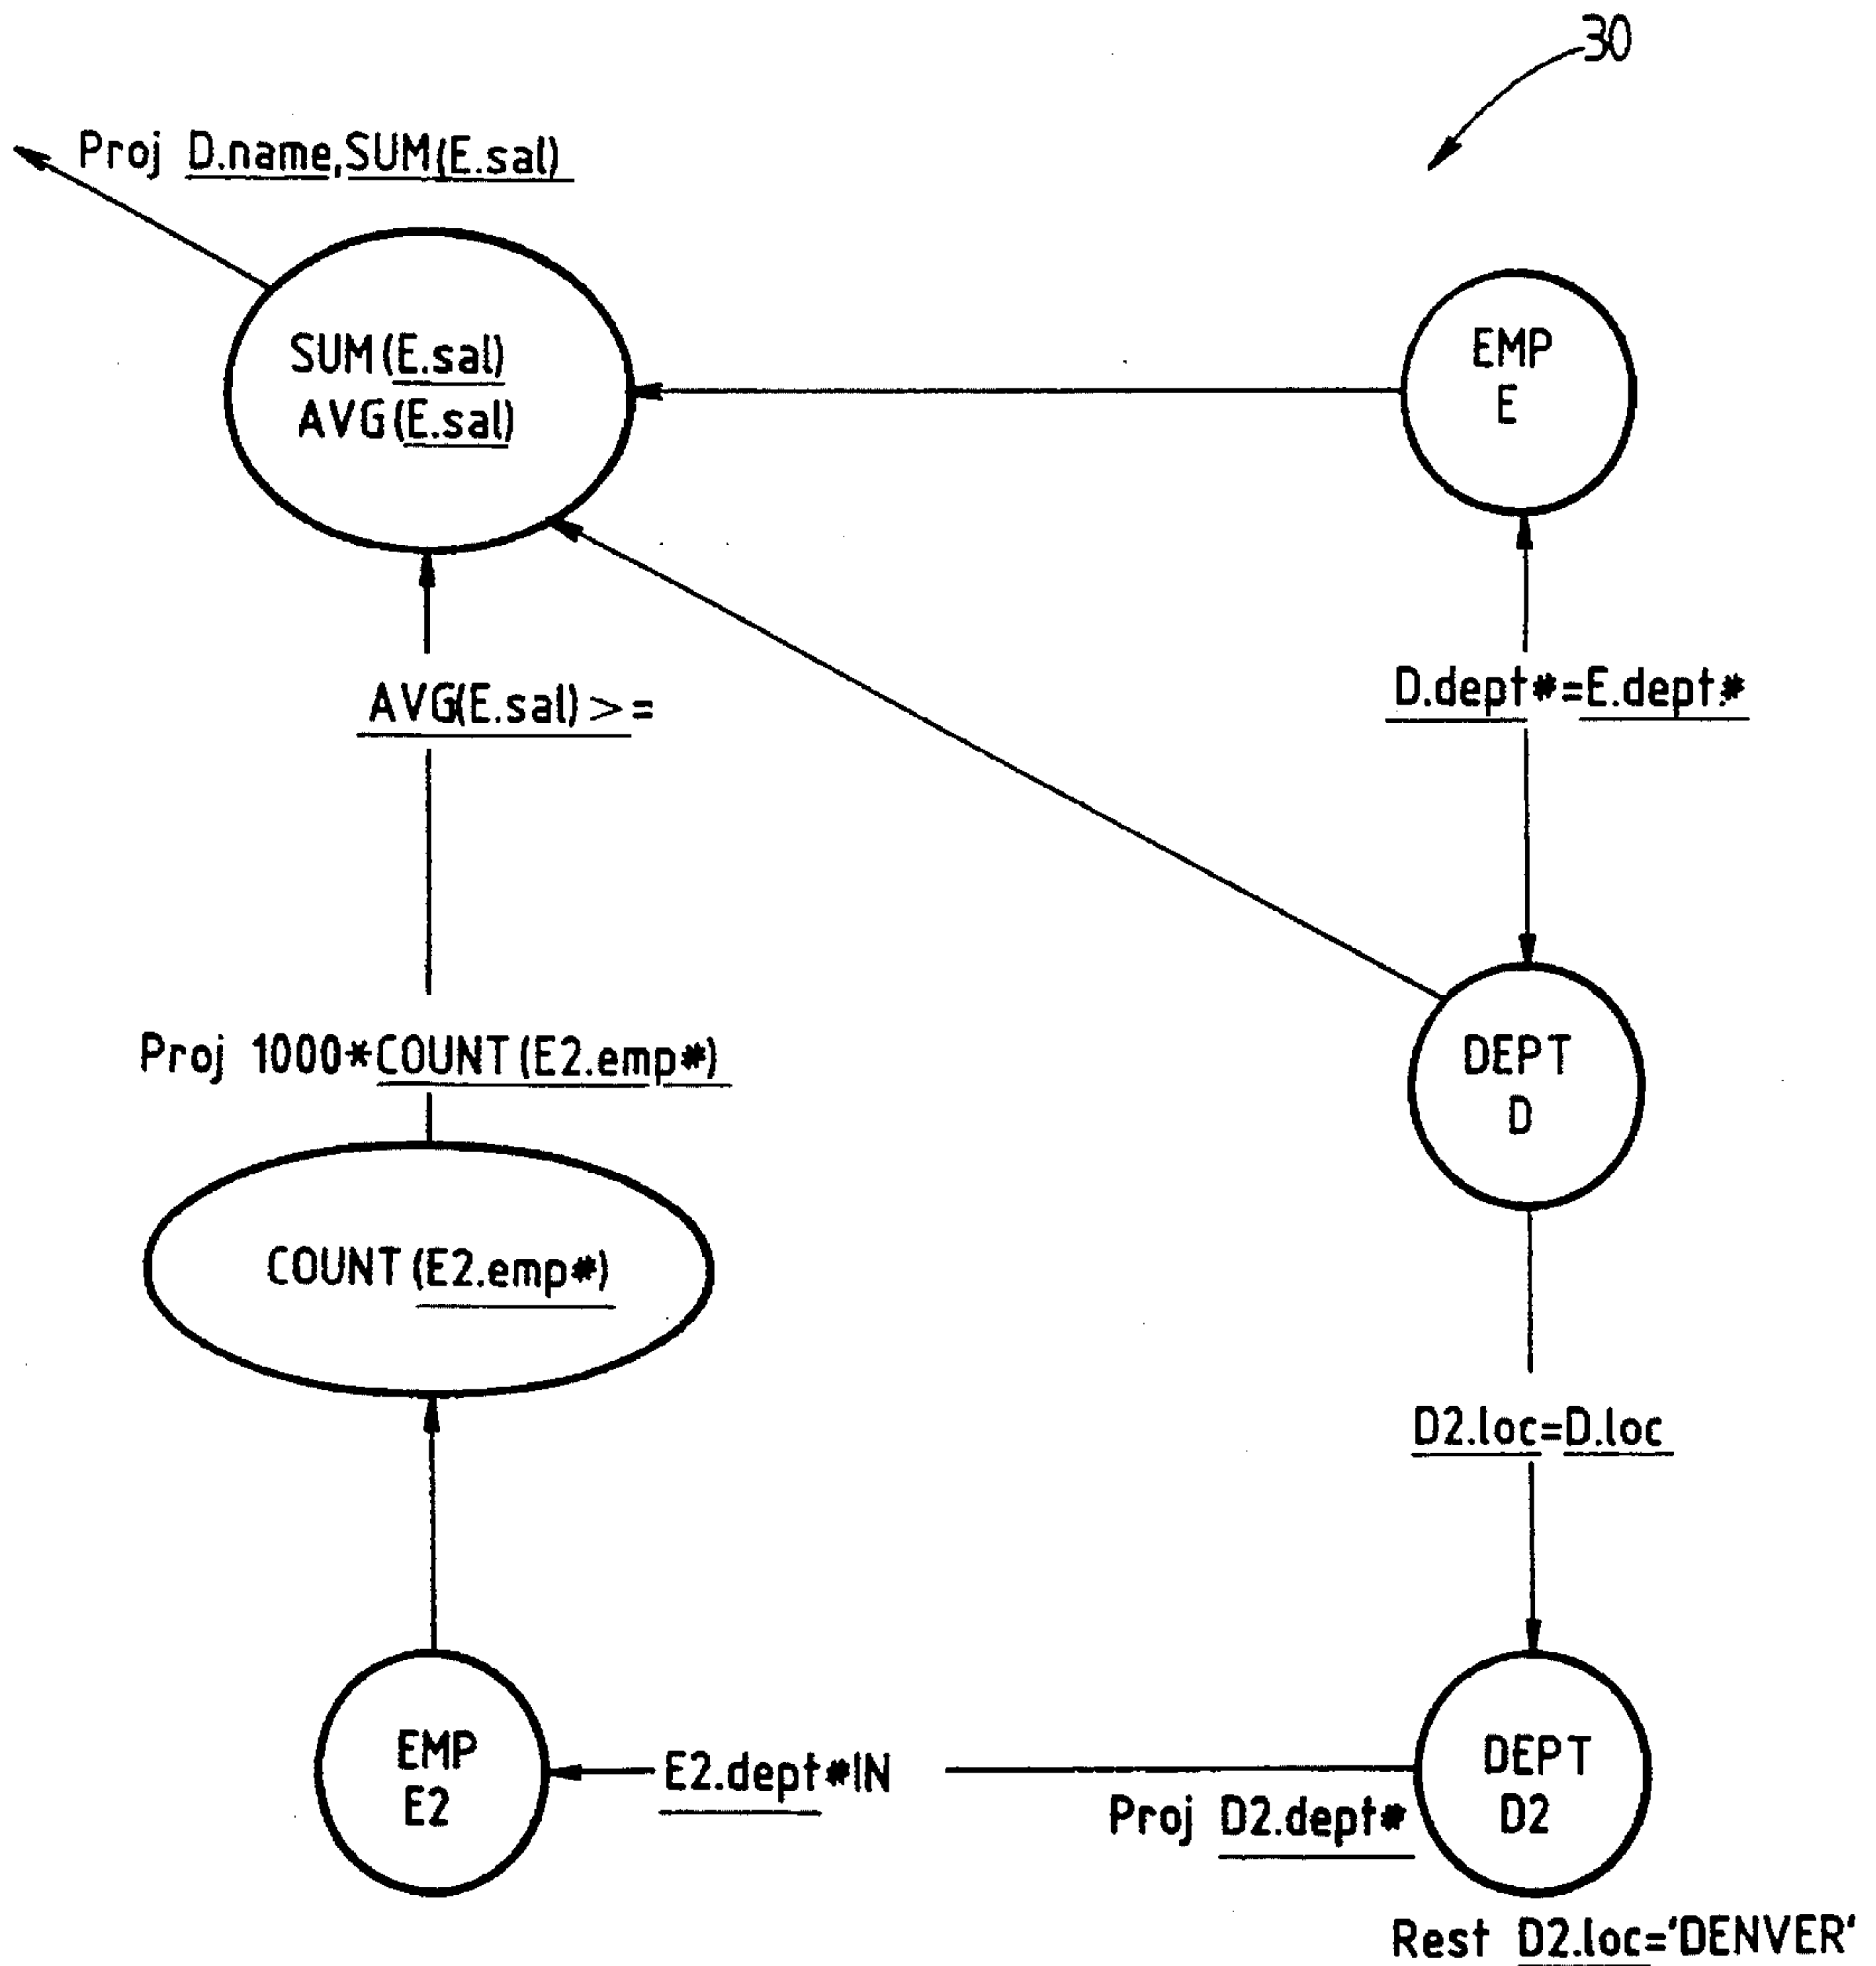 30
Proj D.name,SUM(E.sal)
SUM(E.sal)
AVG(E.sal)
EMP
E
AVG(E.sal) >=
D.dept#=E.dept#
Proj 1000*COUNT(E2.emp#)
DEPT
D
COUNT(E2.emp#)
D2.loc=D.loc
EMP
E2
E2.dept#IN
Proj D2.dept#
DEPT
D2
Rest D2.loc='DENVER'